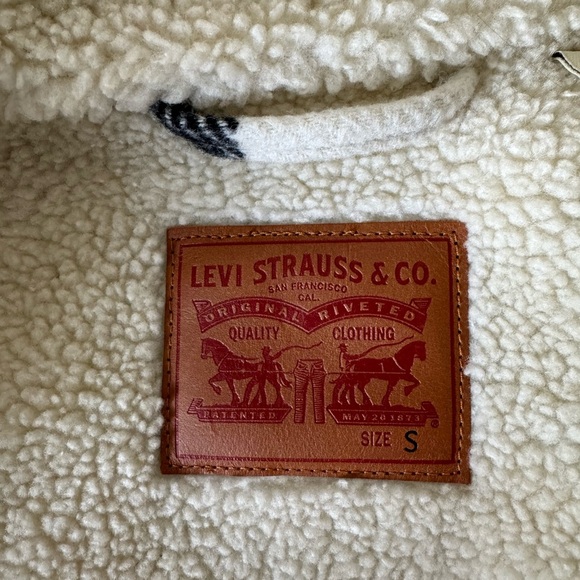 LEVI STRAUSS & CO.
SAN FRANCISCO
CAL.
ORIGINAL RIVETED
QUALITY CLOTHING
PATENTED MAY 20 1873 ®
SIZE S